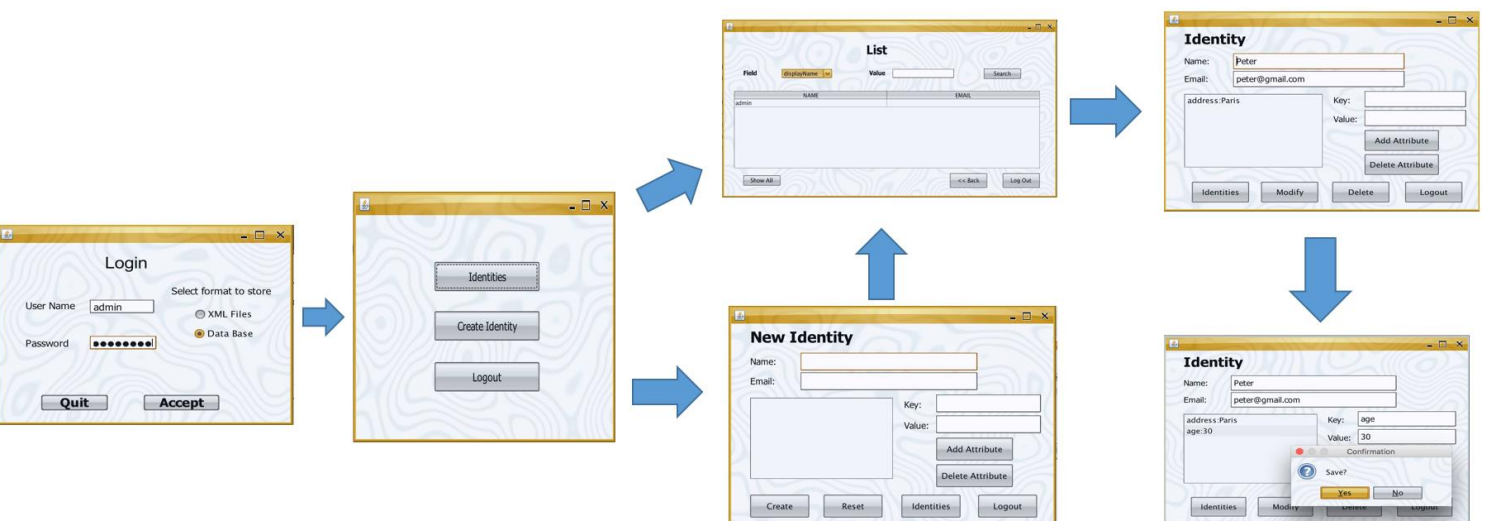 Login
User Name admin
Select format to store
XML Files
Data Base
Password ●●●●●●●●
Quit Accept
Identities
Create Identity
Logout
List
Field displayName Value Search
NAME EMAIL
admin
Show All << Back Log Out
New Identity
Name:
Email:
Key:
Value:
Add Attribute
Delete Attribute
Create Reset Identities Logout
Identity
Name: Peter
Email: peter@gmail.com
address:Paris Key:
Value:
Add Attribute
Delete Attribute
Identities Modify Delete Logout
Identity
Name: Peter
Email: peter@gmail.com
address:Paris Key: age
age:30 Value: 30
Confirmation
Save?
Yes No
Identities Modify Delete Logout